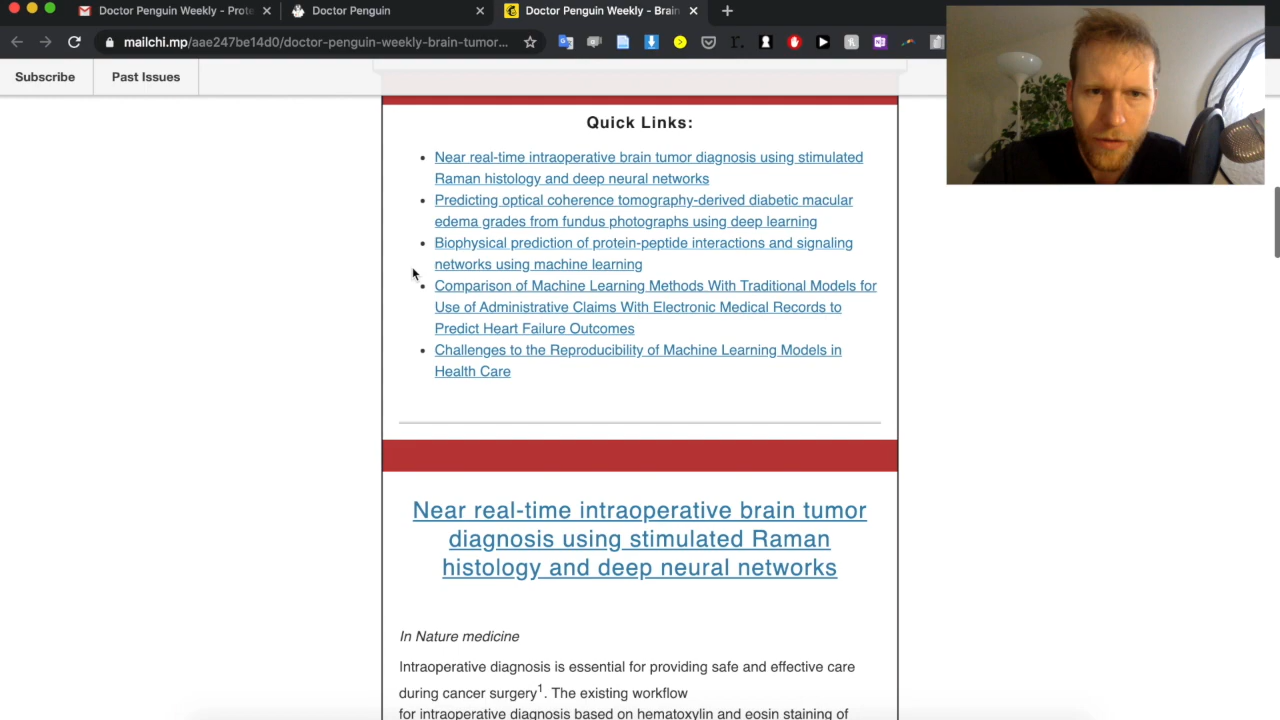 Doctor Penguin Weekly - Prote
Doctor Penguin
Doctor Penguin Weekly - Brain
mailchi.mp/aae247be14d0/doctor-penguin-weekly-brain-tumor...
Subscribe
Past Issues
Quick Links:
Near real-time intraoperative brain tumor diagnosis using stimulated
Raman histology and deep neural networks
Predicting optical coherence tomography-derived diabetic macular
edema grades from fundus photographs using deep learning
Biophysical prediction of protein-peptide interactions and signaling
networks using machine learning
Comparison of Machine Learning Methods With Traditional Models for
Use of Administrative Claims With Electronic Medical Records to
Predict Heart Failure Outcomes
Challenges to the Reproducibility of Machine Learning Models in
Health Care
Near real-time intraoperative brain tumor
diagnosis using stimulated Raman
histology and deep neural networks
In Nature medicine
Intraoperative diagnosis is essential for providing safe and effective care
during cancer surgery1. The existing workflow
for intraoperative diagnosis based on hematoxylin and eosin staining of